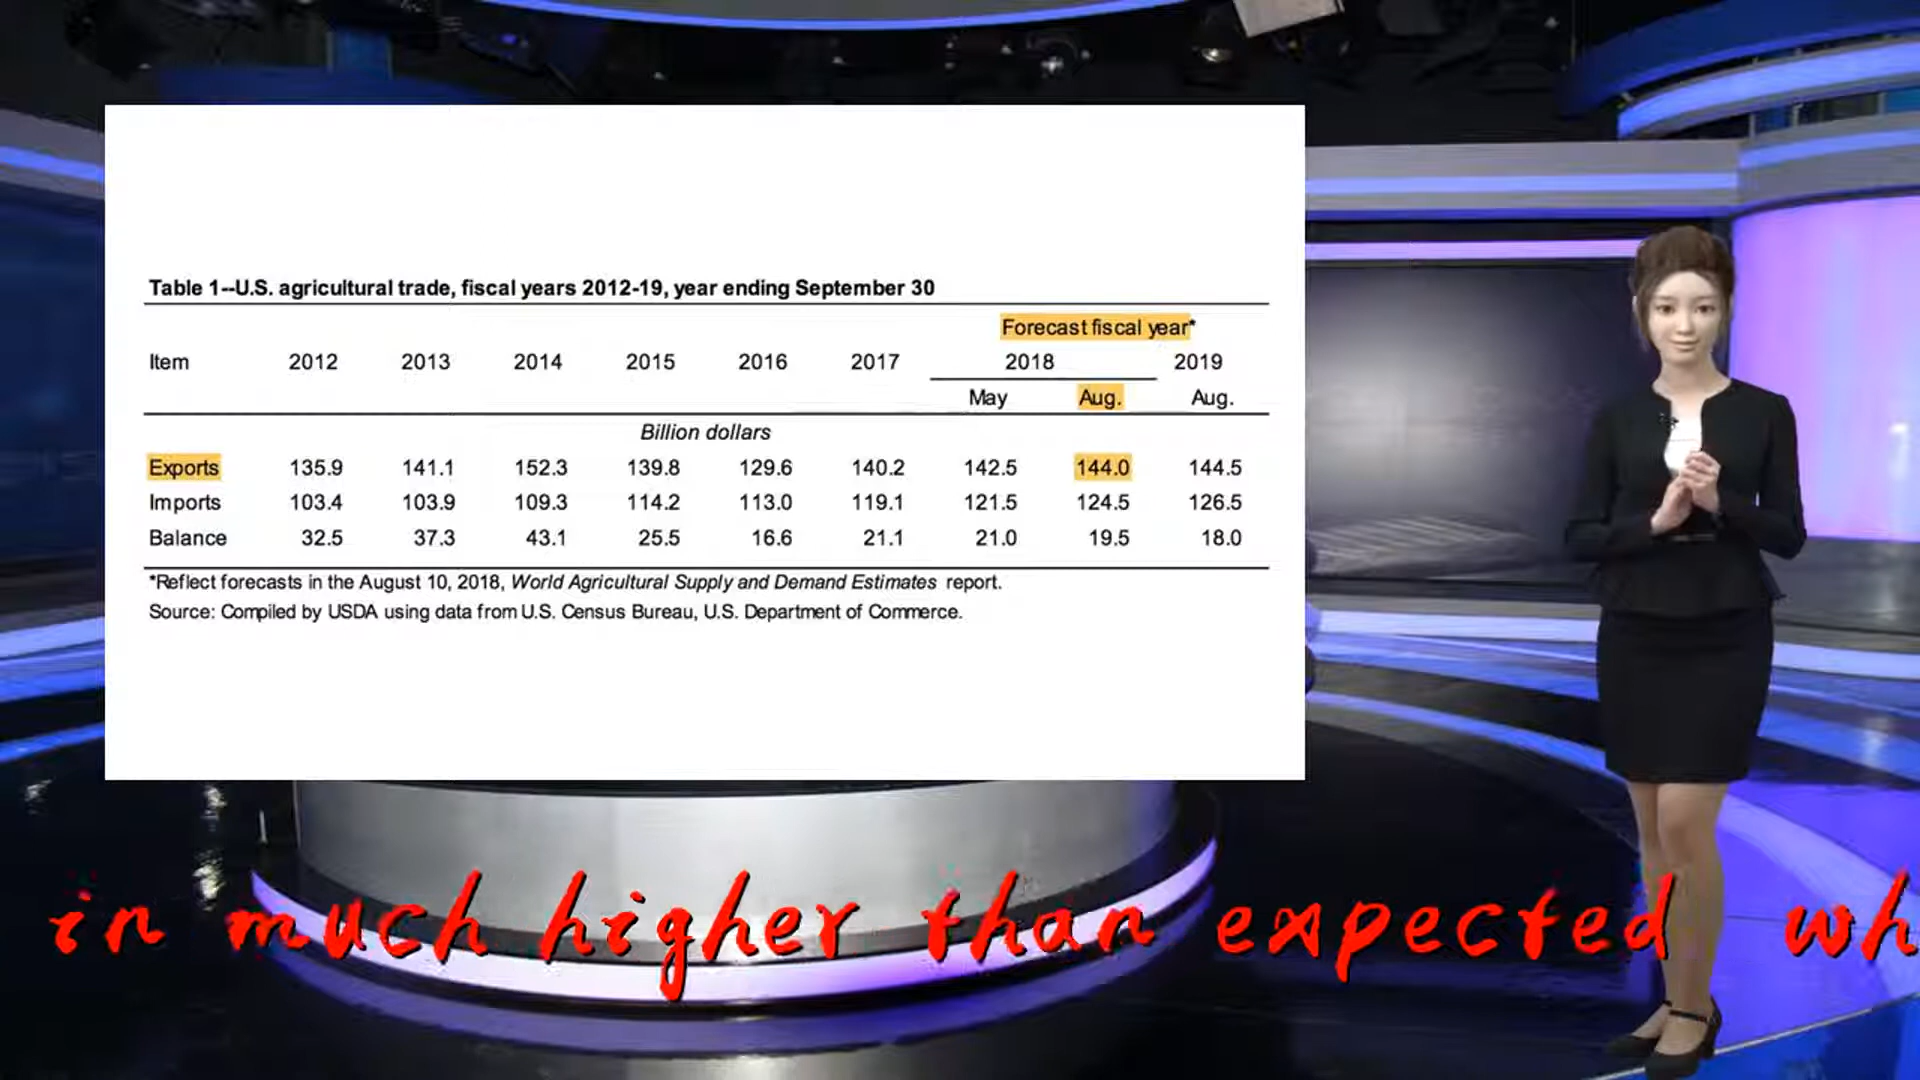 Table 1--U.S. agricultural trade, fiscal years 2012-19, year ending September 30
Forecast fiscal year*
Item 2012 2013 2014 2015 2016 2017 2018 2019
May Aug. Aug.
Billion dollars
Exports 135.9 141.1 152.3 139.8 129.6 140.2 142.5 144.0 144.5
Imports 103.4 103.9 109.3 114.2 113.0 119.1 121.5 124.5 126.5
Balance 32.5 37.3 43.1 25.5 16.6 21.1 21.0 19.5 18.0
*Reflect forecasts in the August 10, 2018, World Agricultural Supply and Demand Estimates report.
Source: Compiled by USDA using data from U.S. Census Bureau, U.S. Department of Commerce.
in much higher than expected wh